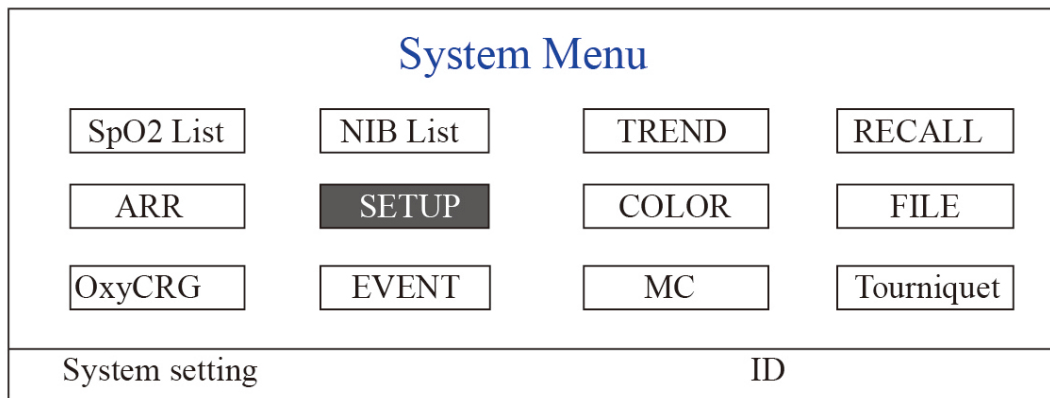 System Menu
SpO2 List NIB List TREND RECALL
ARR SETUP COLOR FILE
OxyCRG EVENT MC Tourniquet
System setting ID